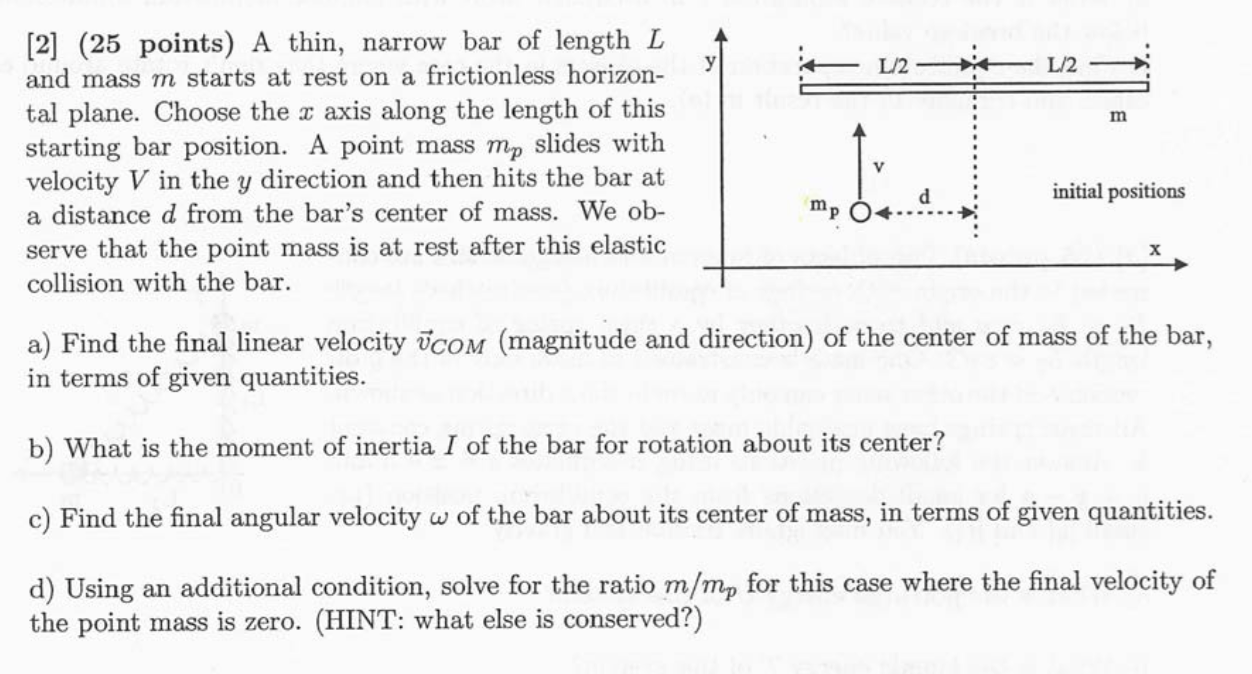 [2] (25 points) A thin, narrow bar of length L
and mass m starts at rest on a frictionless horizon-
tal plane. Choose the x axis along the length of this
starting bar position. A point mass m_p slides with
velocity V in the y direction and then hits the bar at
a distance d from the bar's center of mass. We ob-
serve that the point mass is at rest after this elastic
collision with the bar.
y
L/2
L/2
m
v
m_p
d
initial positions
x
a) Find the final linear velocity v⃗_COM (magnitude and direction) of the center of mass of the bar,
in terms of given quantities.
b) What is the moment of inertia I of the bar for rotation about its center?
c) Find the final angular velocity ω of the bar about its center of mass, in terms of given quantities.
d) Using an additional condition, solve for the ratio m/m_p for this case where the final velocity of
the point mass is zero. (HINT: what else is conserved?)